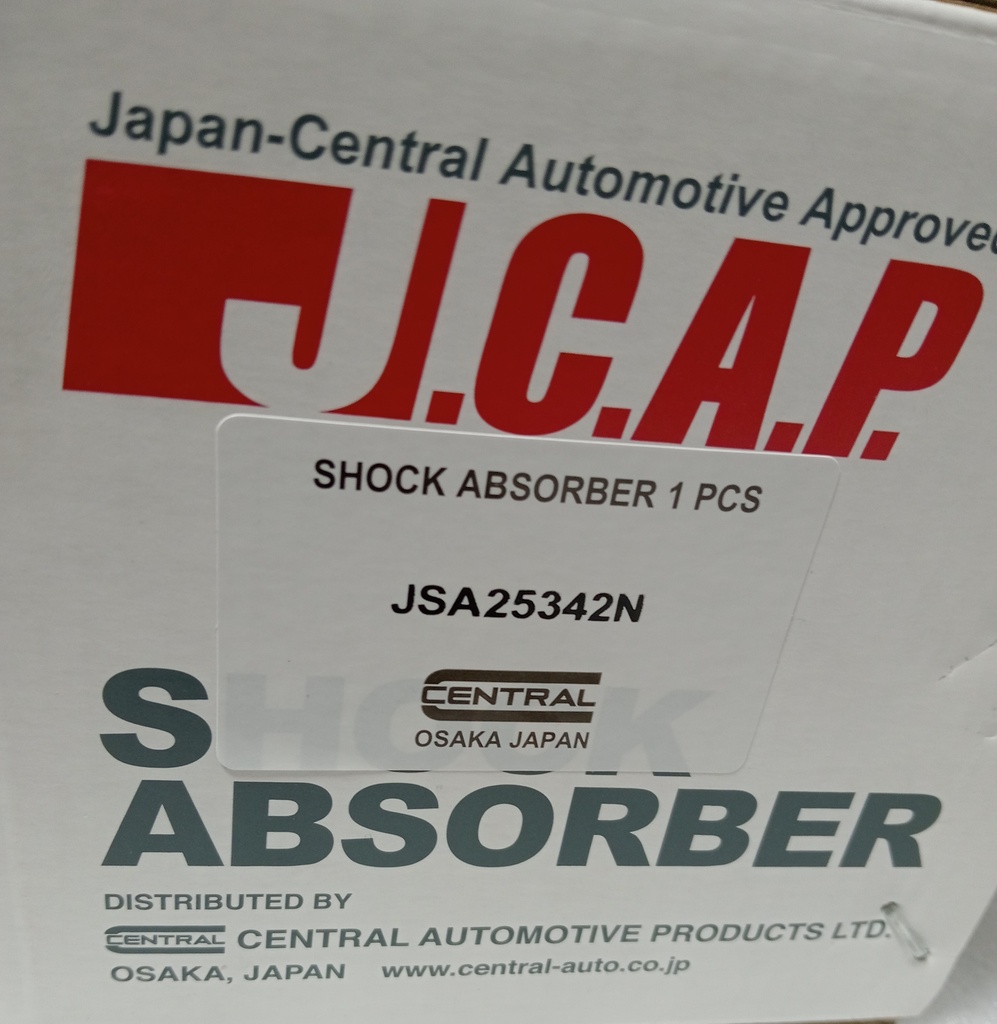 Japan-Central Automotive Approved
J.C.A.P.
SHOCK ABSORBER 1 PCS
JSA25342N
CENTRAL
OSAKA JAPAN
SHOCK
ABSORBER
DISTRIBUTED BY
CENTRAL CENTRAL AUTOMOTIVE PRODUCTS LTD.
OSAKA, JAPAN www.central-auto.co.jp